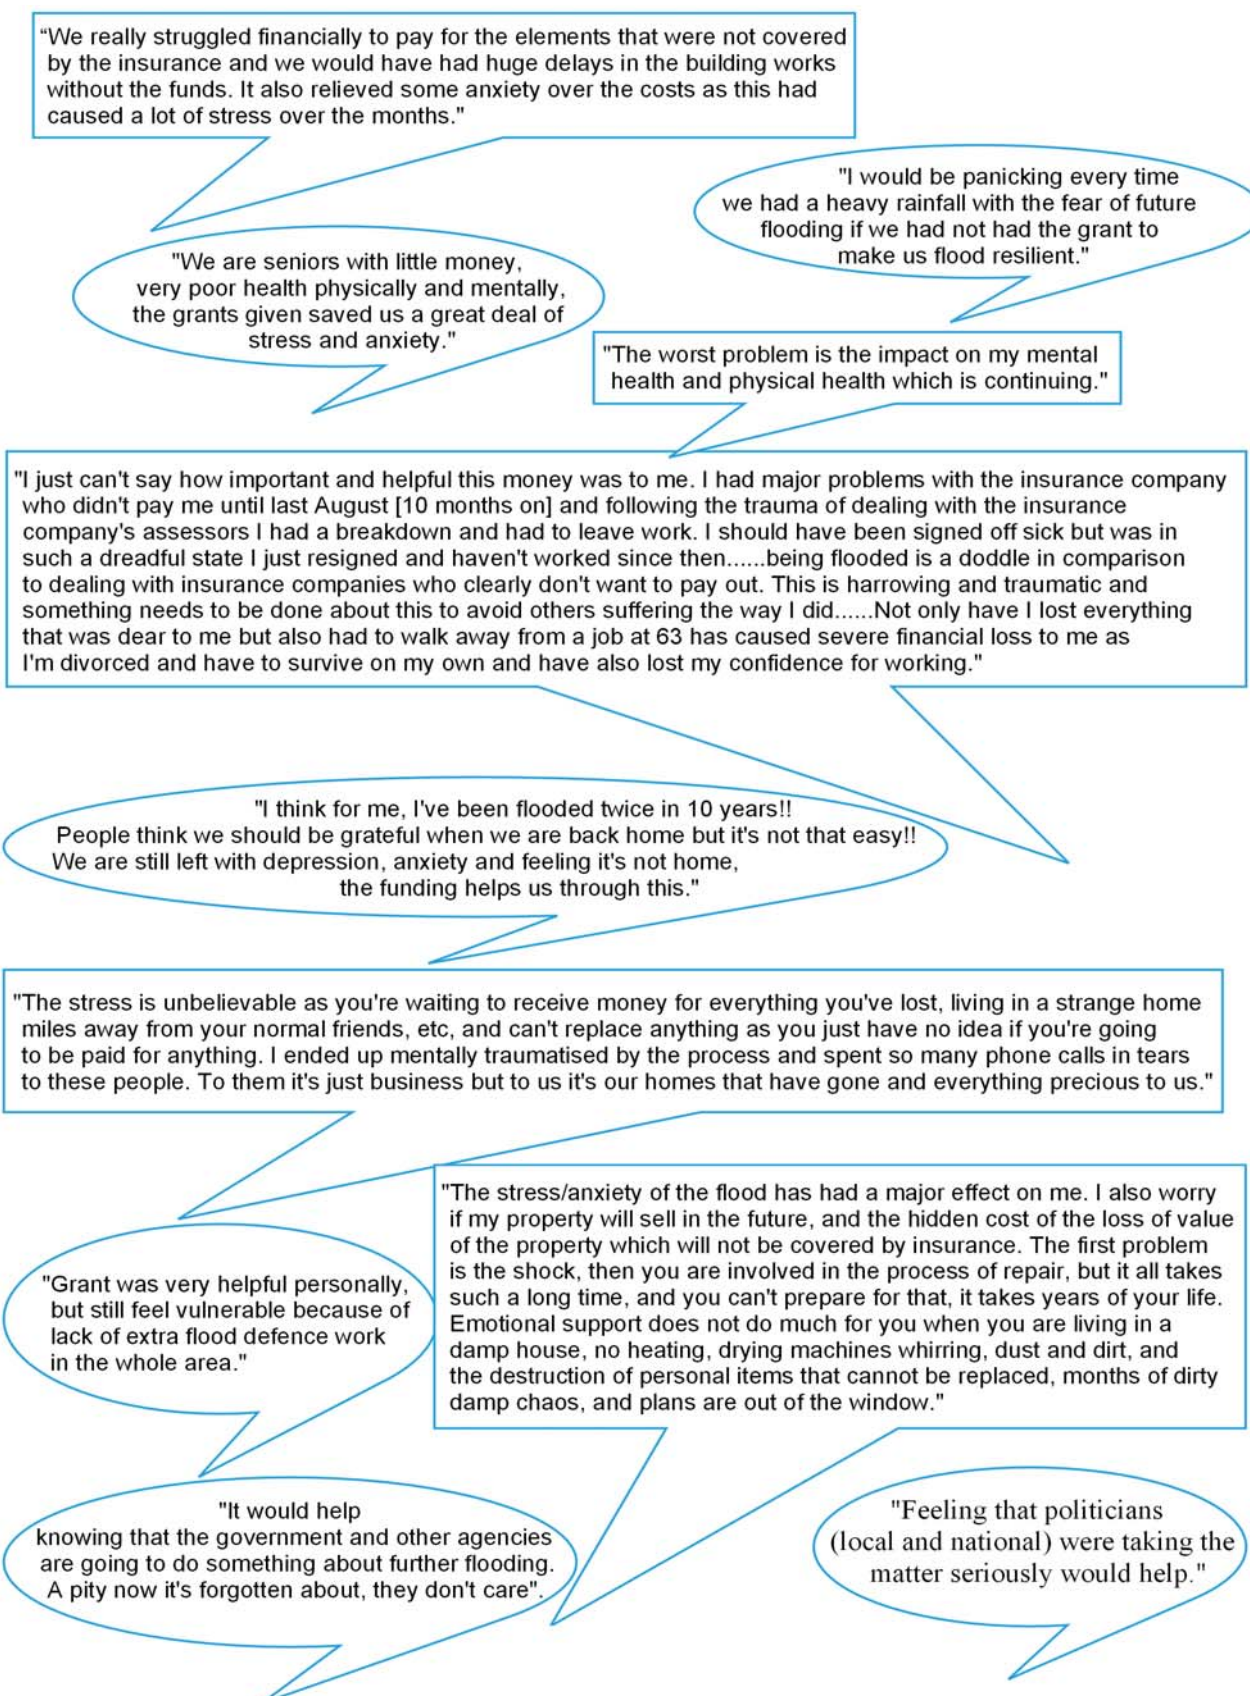 “We really struggled financially to pay for the elements that were not covered
by the insurance and we would have had huge delays in the building works
without the funds. It also relieved some anxiety over the costs as this had
caused a lot of stress over the months."
"I would be panicking every time
we had a heavy rainfall with the fear of future
flooding if we had not had the grant to
make us flood resilient."
"We are seniors with little money,
very poor health physically and mentally,
the grants given saved us a great deal of
stress and anxiety."
"The worst problem is the impact on my mental
health and physical health which is continuing."
"I just can't say how important and helpful this money was to me. I had major problems with the insurance company
who didn't pay me until last August [10 months on] and following the trauma of dealing with the insurance
company's assessors I had a breakdown and had to leave work. I should have been signed off sick but was in
such a dreadful state I just resigned and haven't worked since then......being flooded is a doddle in comparison
to dealing with insurance companies who clearly don't want to pay out. This is harrowing and traumatic and
something needs to be done about this to avoid others suffering the way I did......Not only have I lost everything
that was dear to me but also had to walk away from a job at 63 has caused severe financial loss to me as
I'm divorced and have to survive on my own and have also lost my confidence for working."
"I think for me, I've been flooded twice in 10 years!!
People think we should be grateful when we are back home but it's not that easy!!
We are still left with depression, anxiety and feeling it's not home,
the funding helps us through this."
"The stress is unbelievable as you're waiting to receive money for everything you've lost, living in a strange home
miles away from your normal friends, etc, and can't replace anything as you just have no idea if you're going
to be paid for anything. I ended up mentally traumatised by the process and spent so many phone calls in tears
to these people. To them it's just business but to us it's our homes that have gone and everything precious to us."
"The stress/anxiety of the flood has had a major effect on me. I also worry
if my property will sell in the future, and the hidden cost of the loss of value
of the property which will not be covered by insurance. The first problem
is the shock, then you are involved in the process of repair, but it all takes
such a long time, and you can't prepare for that, it takes years of your life.
Emotional support does not do much for you when you are living in a
damp house, no heating, drying machines whirring, dust and dirt, and
the destruction of personal items that cannot be replaced, months of dirty
damp chaos, and plans are out of the window."
"Grant was very helpful personally,
but still feel vulnerable because of
lack of extra flood defence work
in the whole area."
"It would help
knowing that the government and other agencies
are going to do something about further flooding.
A pity now it's forgotten about, they don't care".
"Feeling that politicians
(local and national) were taking the
matter seriously would help."